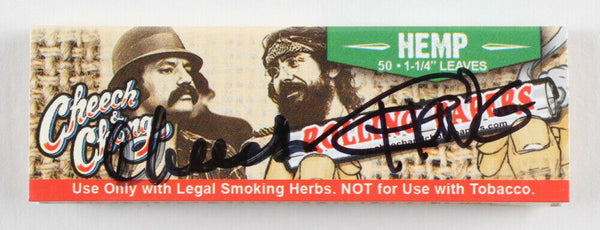 HEMP
50 • 1-1/4" LEAVES
Cheech
& Chong
ROLLING PAPERS
Cheech
Use Only with Legal Smoking Herbs. NOT for Use with Tobacco.